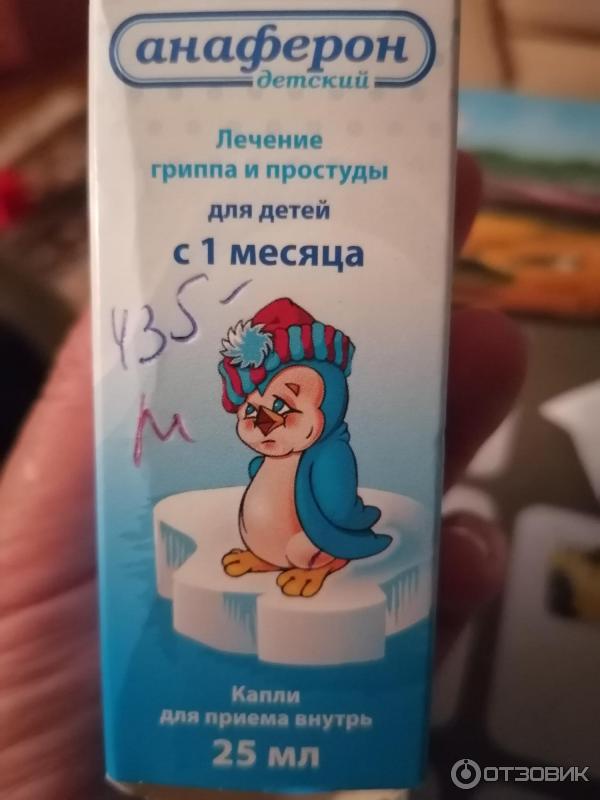 анаферон
детский
Лечение
гриппа и простуды
для детей
с 1 месяца
435-
м
Капли
для приема внутрь
25 мл
ОТЗОВИК